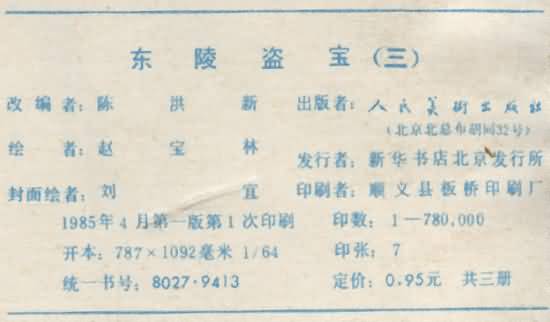 东陵盗宝（三）
改编者：陈洪新
绘者：赵宝林
封面绘者：刘宜
1985年4月第一版第1次印刷
开本：787×1092毫米 1/64
统一书号：8027·9413
出版者：人民美术出版社
（北京北总布胡同32号）
发行者：新华书店北京发行所
印刷者：顺义县板桥印刷厂
印数：1—780,000
印张：7
定价：0.95元 共三册